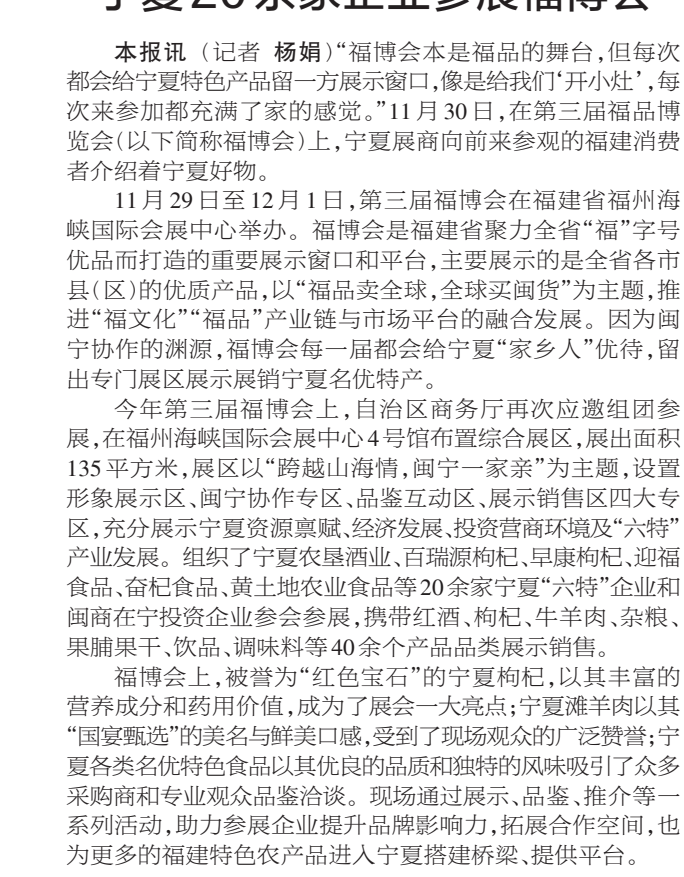 宁夏20余家企业参展福博会
本报讯（记者 杨娟）“福博会本是福品的舞台，但每次
都会给宁夏特色产品留一方展示窗口，像是给我们‘开小灶’，每
次来参加都充满了家的感觉。”11月30日，在第三届福品博
览会（以下简称福博会）上，宁夏展商向前来参观的福建消费
者介绍着宁夏好物。
11月29日至12月1日，第三届福博会在福建省福州海
峡国际会展中心举办。福博会是福建省聚力全省“福”字号
优品而打造的重要展示窗口和平台，主要展示的是全省各市
县（区）的优质产品，以“福品卖全球，全球买闽货”为主题，推
进“福文化”“福品”产业链与市场平台的融合发展。因为闽
宁协作的渊源，福博会每一届都会给宁夏“家乡人”优待，留
出专门展区展示展销宁夏名优特产。
今年第三届福博会上，自治区商务厅再次应邀组团参
展，在福州海峡国际会展中心4号馆布置综合展区，展出面积
135平方米，展区以“跨越山海情，闽宁一家亲”为主题，设置
形象展示区、闽宁协作专区、品鉴互动区、展示销售区四大专
区，充分展示宁夏资源禀赋、经济发展、投资营商环境及“六特”
产业发展。组织了宁夏农垦酒业、百瑞源枸杞、早康枸杞、迎福
食品、奋杞食品、黄土地农业食品等20余家宁夏“六特”企业和
闽商在宁投资企业参会参展，携带红酒、枸杞、牛羊肉、杂粮、
果脯果干、饮品、调味料等40余个产品品类展示销售。
福博会上，被誉为“红色宝石”的宁夏枸杞，以其丰富的
营养成分和药用价值，成为了展会一大亮点；宁夏滩羊肉以其
“国宴甄选”的美名与鲜美口感，受到了现场观众的广泛赞誉；宁
夏各类名优特色食品以其优良的品质和独特的风味吸引了众多
采购商和专业观众品鉴洽谈。现场通过展示、品鉴、推介等一
系列活动，助力参展企业提升品牌影响力，拓展合作空间，也
为更多的福建特色农产品进入宁夏搭建桥梁、提供平台。